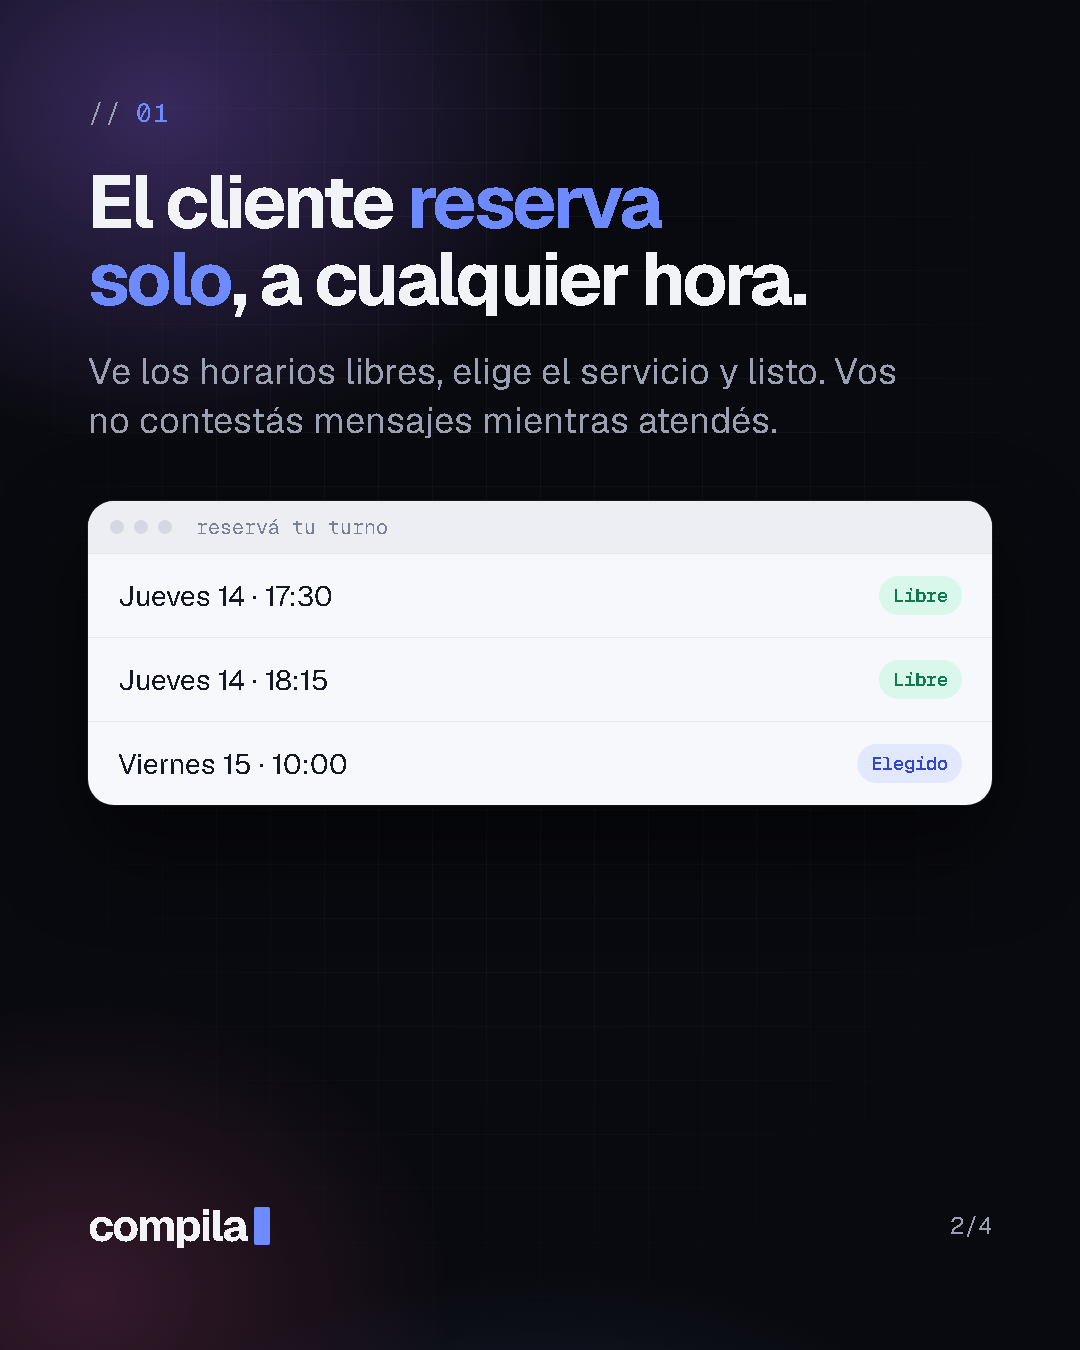 // 01
El cliente reserva
solo, a cualquier hora.
Ve los horarios libres, elige el servicio y listo. Vos
no contestás mensajes mientras atendés.
reservá tu turno
Jueves 14 · 17:30 Libre
Jueves 14 · 18:15 Libre
Viernes 15 · 10:00 Elegido
compila 2/4